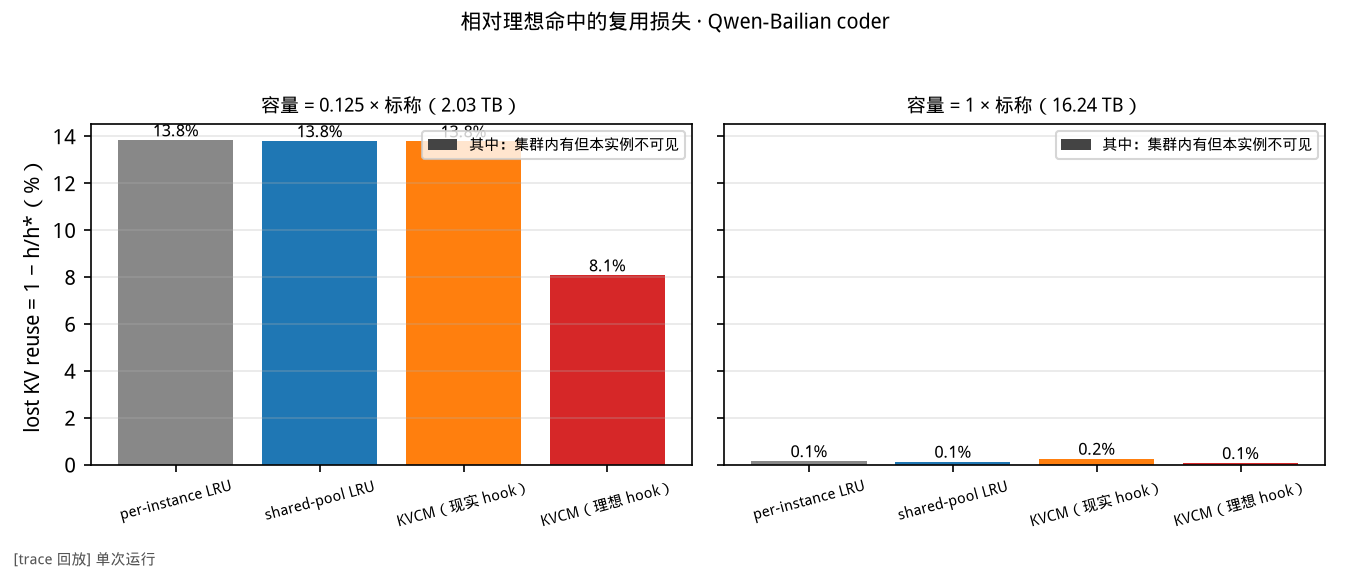 相对理想命中的复用损失 · Qwen-Bailian coder
容量 = 0.125 × 标称（2.03 TB）
lost KV reuse = 1 − h/h* (%)
14
12
10
8
6
4
2
0
13.8%
13.8%
13.8%
8.1%
其中：集群内有但本实例不可见
per-instance LRU
shared-pool LRU
KVCM（现实 hook）
KVCM（理想 hook）
容量 = 1 × 标称（16.24 TB）
其中：集群内有但本实例不可见
0.1%
0.1%
0.2%
0.1%
per-instance LRU
shared-pool LRU
KVCM（现实 hook）
KVCM（理想 hook）
[trace 回放] 单次运行